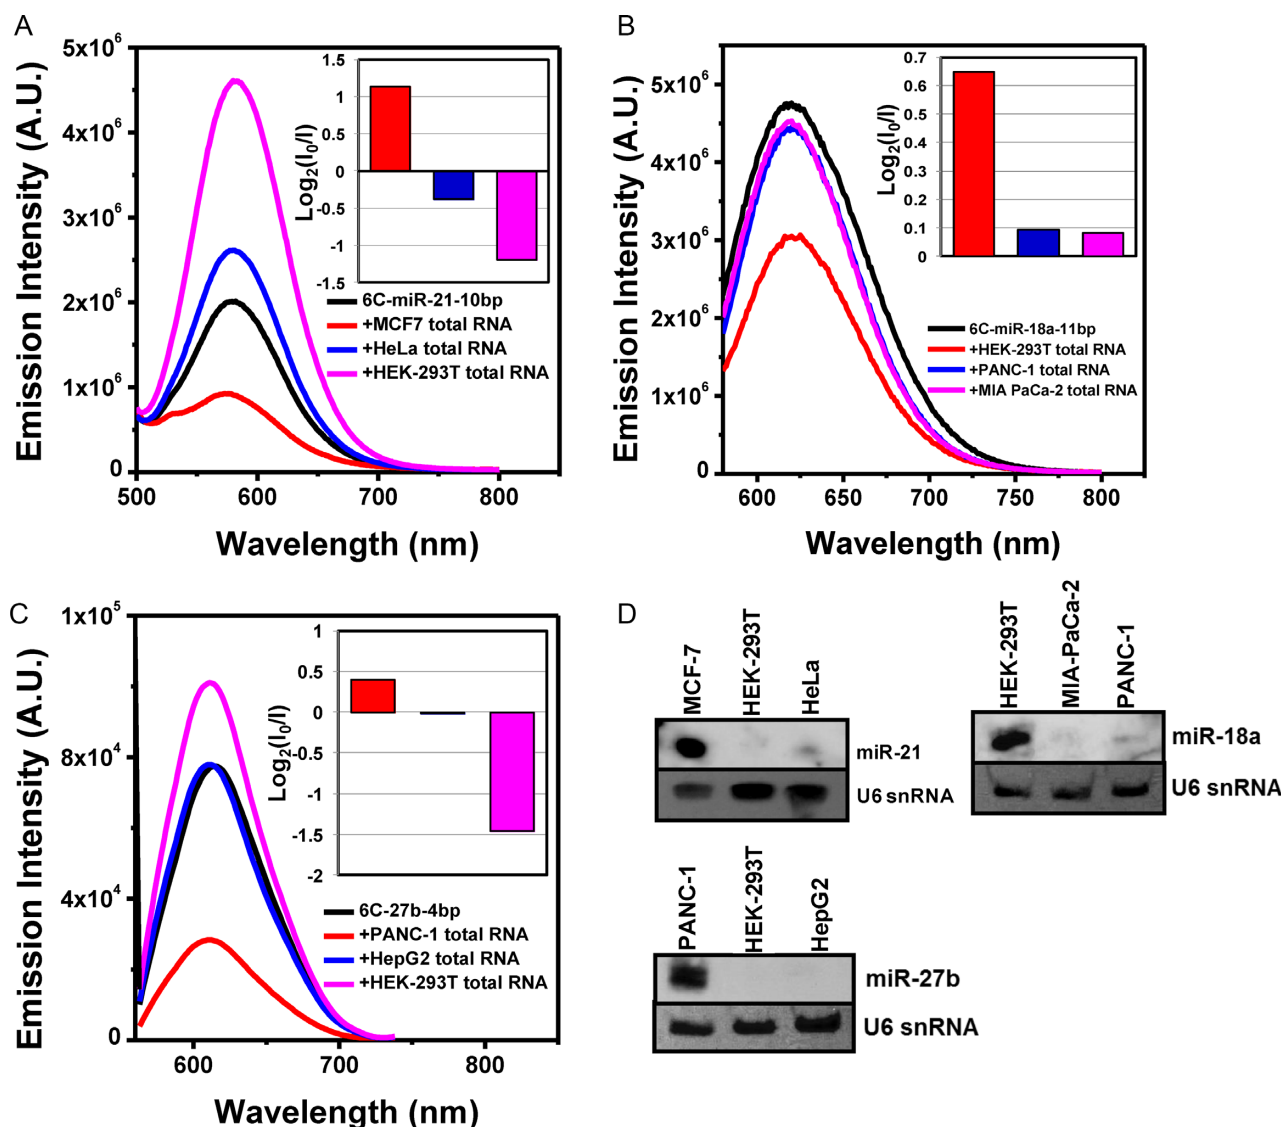 A
Emission Intensity (A.U.)
5x10⁶
4x10⁶
3x10⁶
2x10⁶
1x10⁶
0
500
600
700
800
Wavelength (nm)
Log₂(I₀/I)
1.5
1
0.5
0
-0.5
-1
-1.5
6C-miR-21-10bp
+MCF7 total RNA
+HeLa total RNA
+HEK-293T total RNA
B
Emission Intensity (A.U.)
5x10⁶
4x10⁶
3x10⁶
2x10⁶
1x10⁶
0
600
650
700
750
800
Wavelength (nm)
Log₂(I₀/I)
0.7
0.6
0.5
0.4
0.3
0.2
0.1
0
6C-miR-18a-11bp
+HEK-293T total RNA
+PANC-1 total RNA
+MIA PaCa-2 total RNA
C
Emission Intensity (A.U.)
1x10⁵
8x10⁴
4x10⁴
0
600
700
800
Wavelength (nm)
Log₂(I₀/I)
1
0.5
0
-0.5
-1
-1.5
-2
6C-27b-4bp
+PANC-1 total RNA
+HepG2 total RNA
+HEK-293T total RNA
D
MCF-7
HEK-293T
HeLa
miR-21
U6 snRNA
HEK-293T
MIA-PaCa-2
PANC-1
miR-18a
U6 snRNA
PANC-1
HEK-293T
HepG2
miR-27b
U6 snRNA